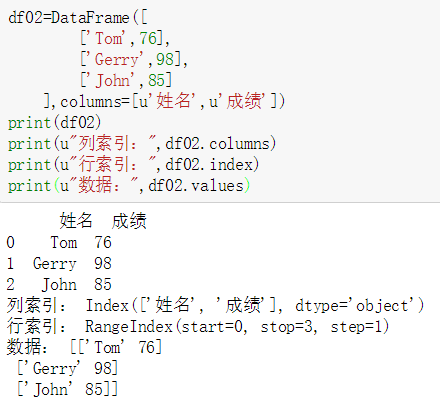 df02=DataFrame([
        ['Tom',76],
        ['Gerry',98],
        ['John',85]
    ],columns=[u'姓名',u'成绩'])
print(df02)
print(u"列索引：",df02.columns)
print(u"行索引：",df02.index)
print(u"数据：",df02.values)
      姓名  成绩
0    Tom  76
1  Gerry  98
2   John  85
列索引： Index(['姓名', '成绩'], dtype='object')
行索引： RangeIndex(start=0, stop=3, step=1)
数据： [['Tom' 76]
 ['Gerry' 98]
 ['John' 85]]